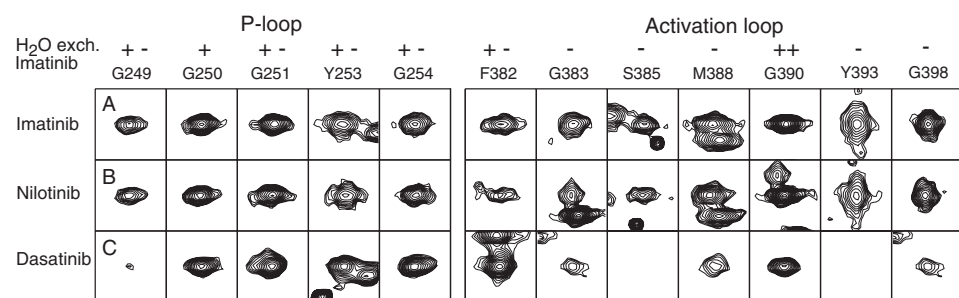 P-loop Activation loop
H₂O exch. + - + + - + - + - + - - - - ++ - -
Imatinib
G249 G250 G251 Y253 G254 F382 G383 S385 M388 G390 Y393 G398
A
Imatinib
B
Nilotinib
C
Dasatinib